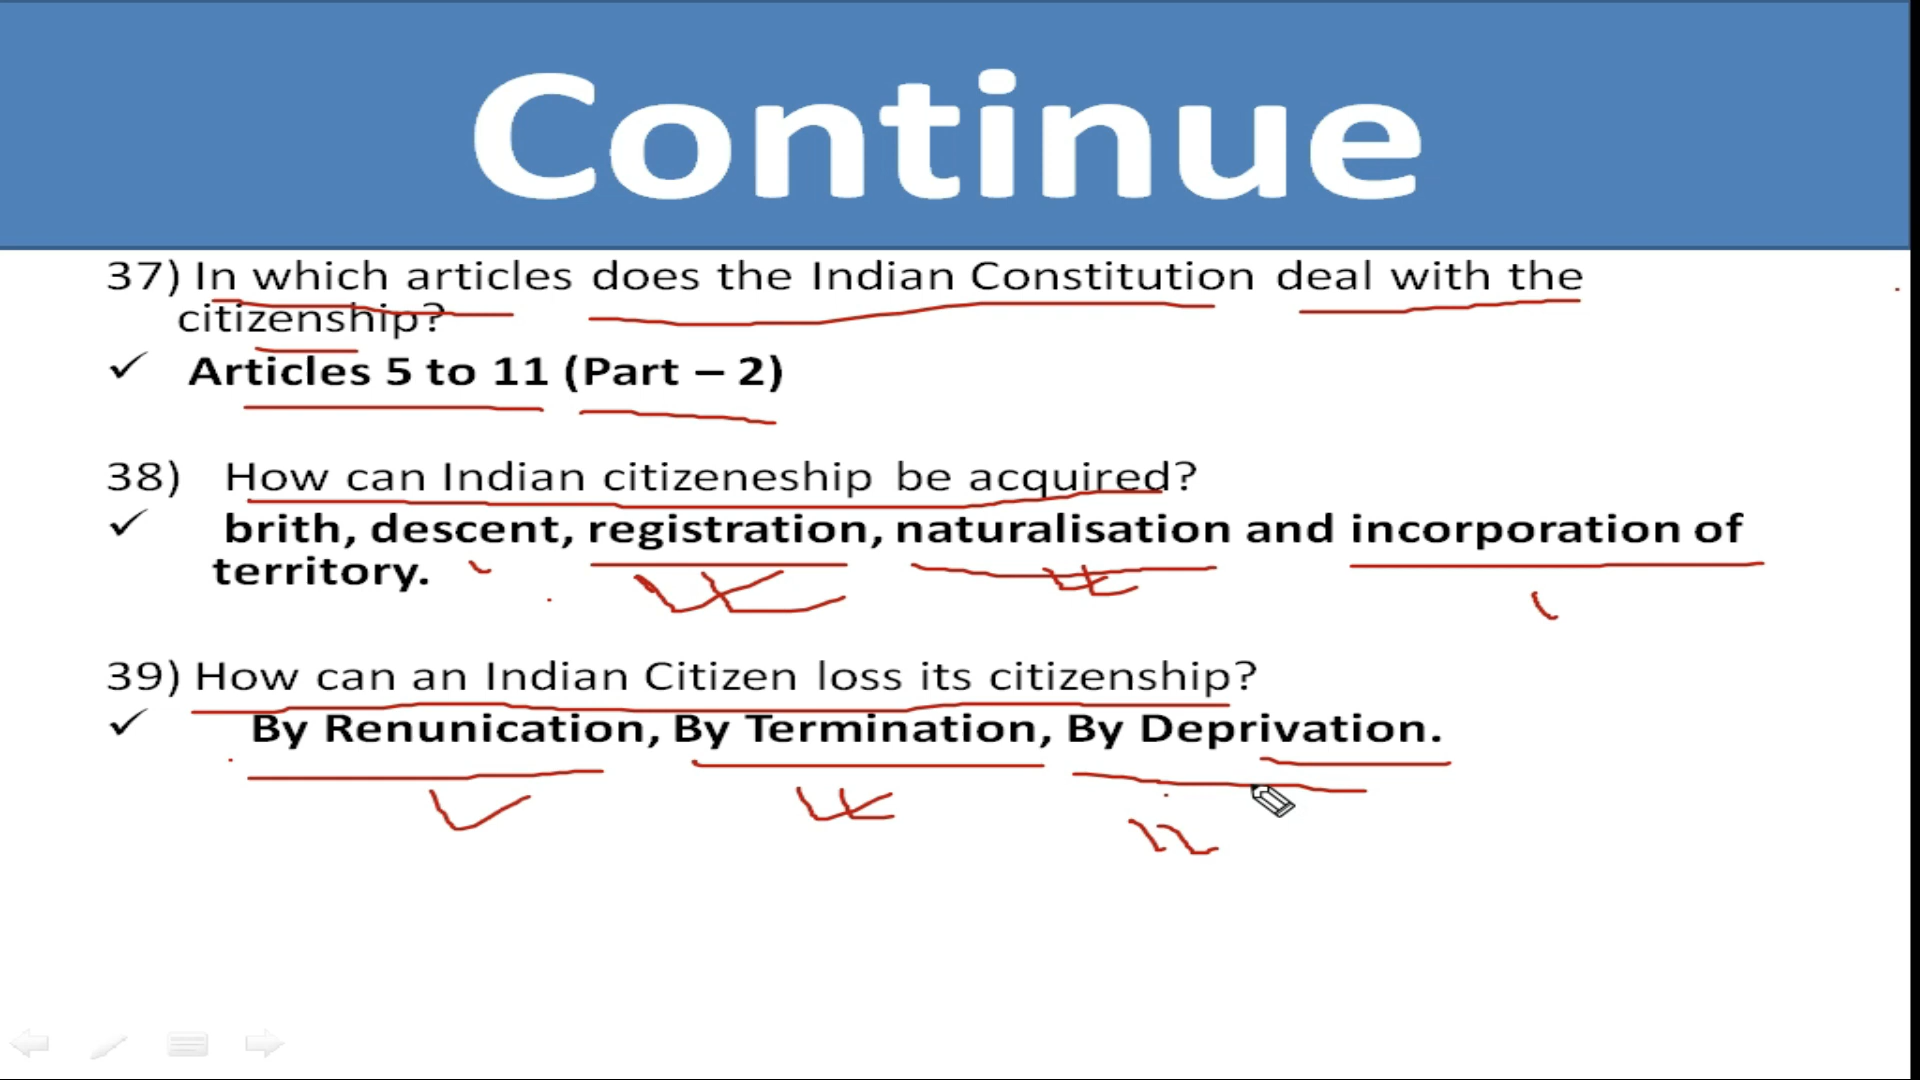 Continue
37) In which articles does the Indian Constitution deal with the
citizenship?
✓ Articles 5 to 11 (Part – 2)
38) How can Indian citizeneship be acquired?
✓ brith, descent, registration, naturalisation and incorporation of
territory.
39) How can an Indian Citizen loss its citizenship?
✓ By Renunication, By Termination, By Deprivation.